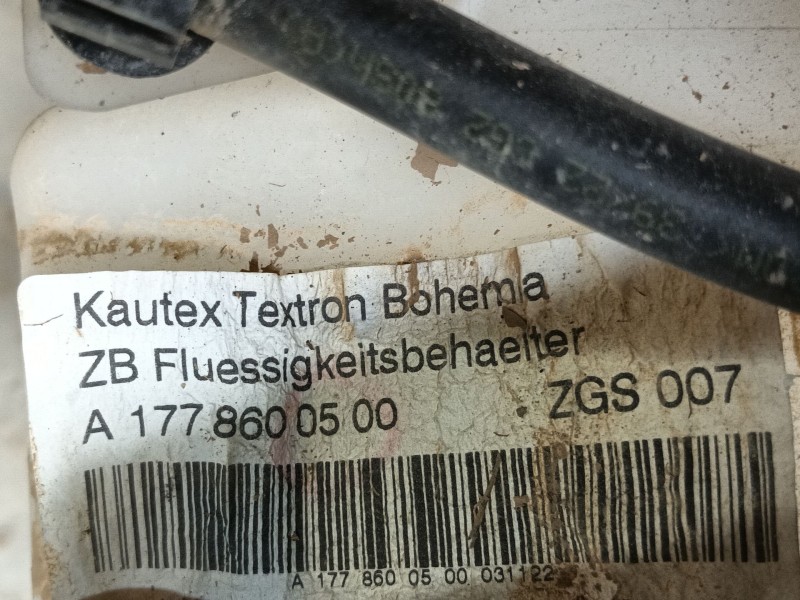 Kautex Textron Bohemia
ZB Fluessigkeitsbehaelter
A 177 860 05 00 ZGS 007
A 177 860 05 00 031122